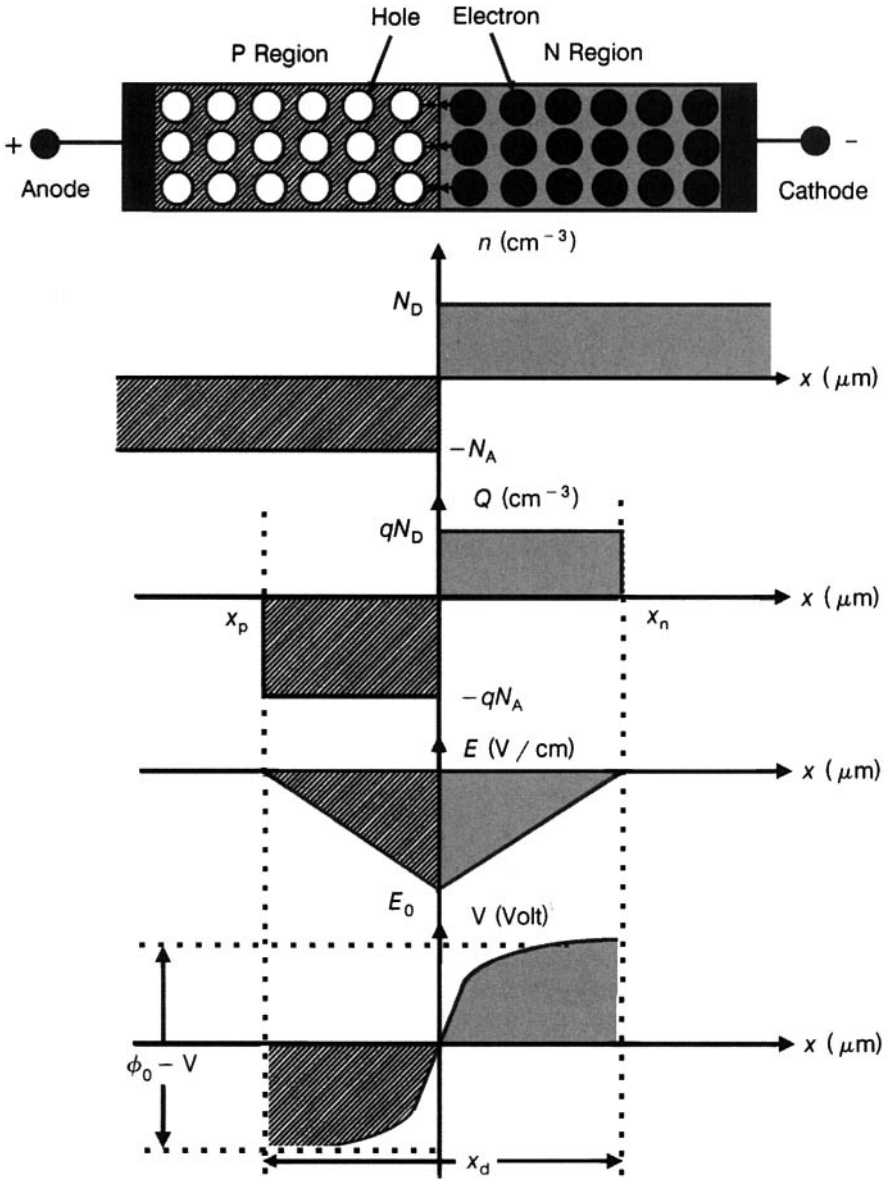 Hole Electron
P Region N Region
+ -
Anode Cathode
n (cm⁻³)
N_D
x (μm)
-N_A
Q (cm⁻³)
qN_D
x (μm)
x_p x_n
-qN_A
E (V / cm)
x (μm)
E_0 V (Volt)
x (μm)
ϕ_0 - V
x_d